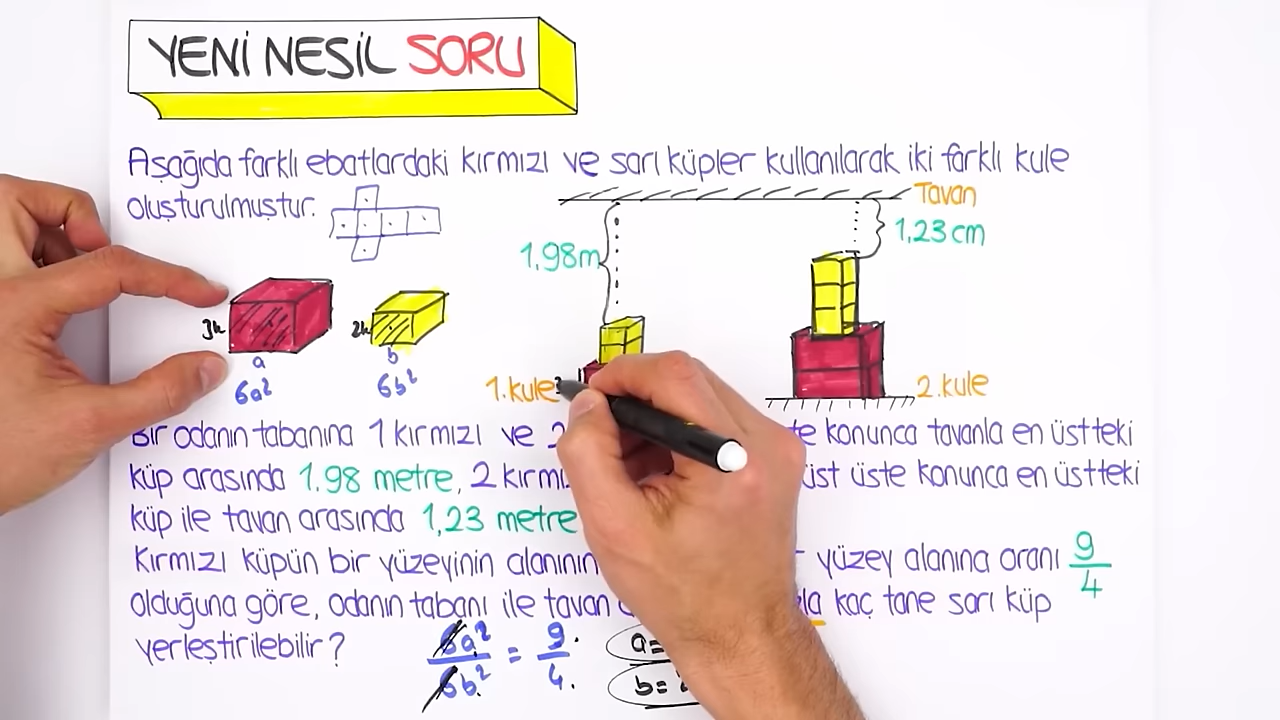 YENİ NESİL SORU
Aşağıda farklı ebatlardaki kırmızı ve sarı küpler kullanılarak iki farklı kule
oluşturulmuştur.
Tavan
1,98m
1,23 cm
3k
2k
a
b
6a²
6b²
1.kule
2.kule
Bir odanın tabanına 1 kırmızı ve 2 konunca tavanla en üstteki
küp arasında 1.98 metre, 2 üst üste konunca en üstteki
küp ile tavan arasında 1,23 metre
Kırmızı küpün bir yüzeyinin alanının yüzey alanına oranı 9/4
olduğuna göre, odanın tabanı ile tavan kaç tane sarı küp
yerleştirilebilir?
6a²/6b² = 9/4
a=
b=